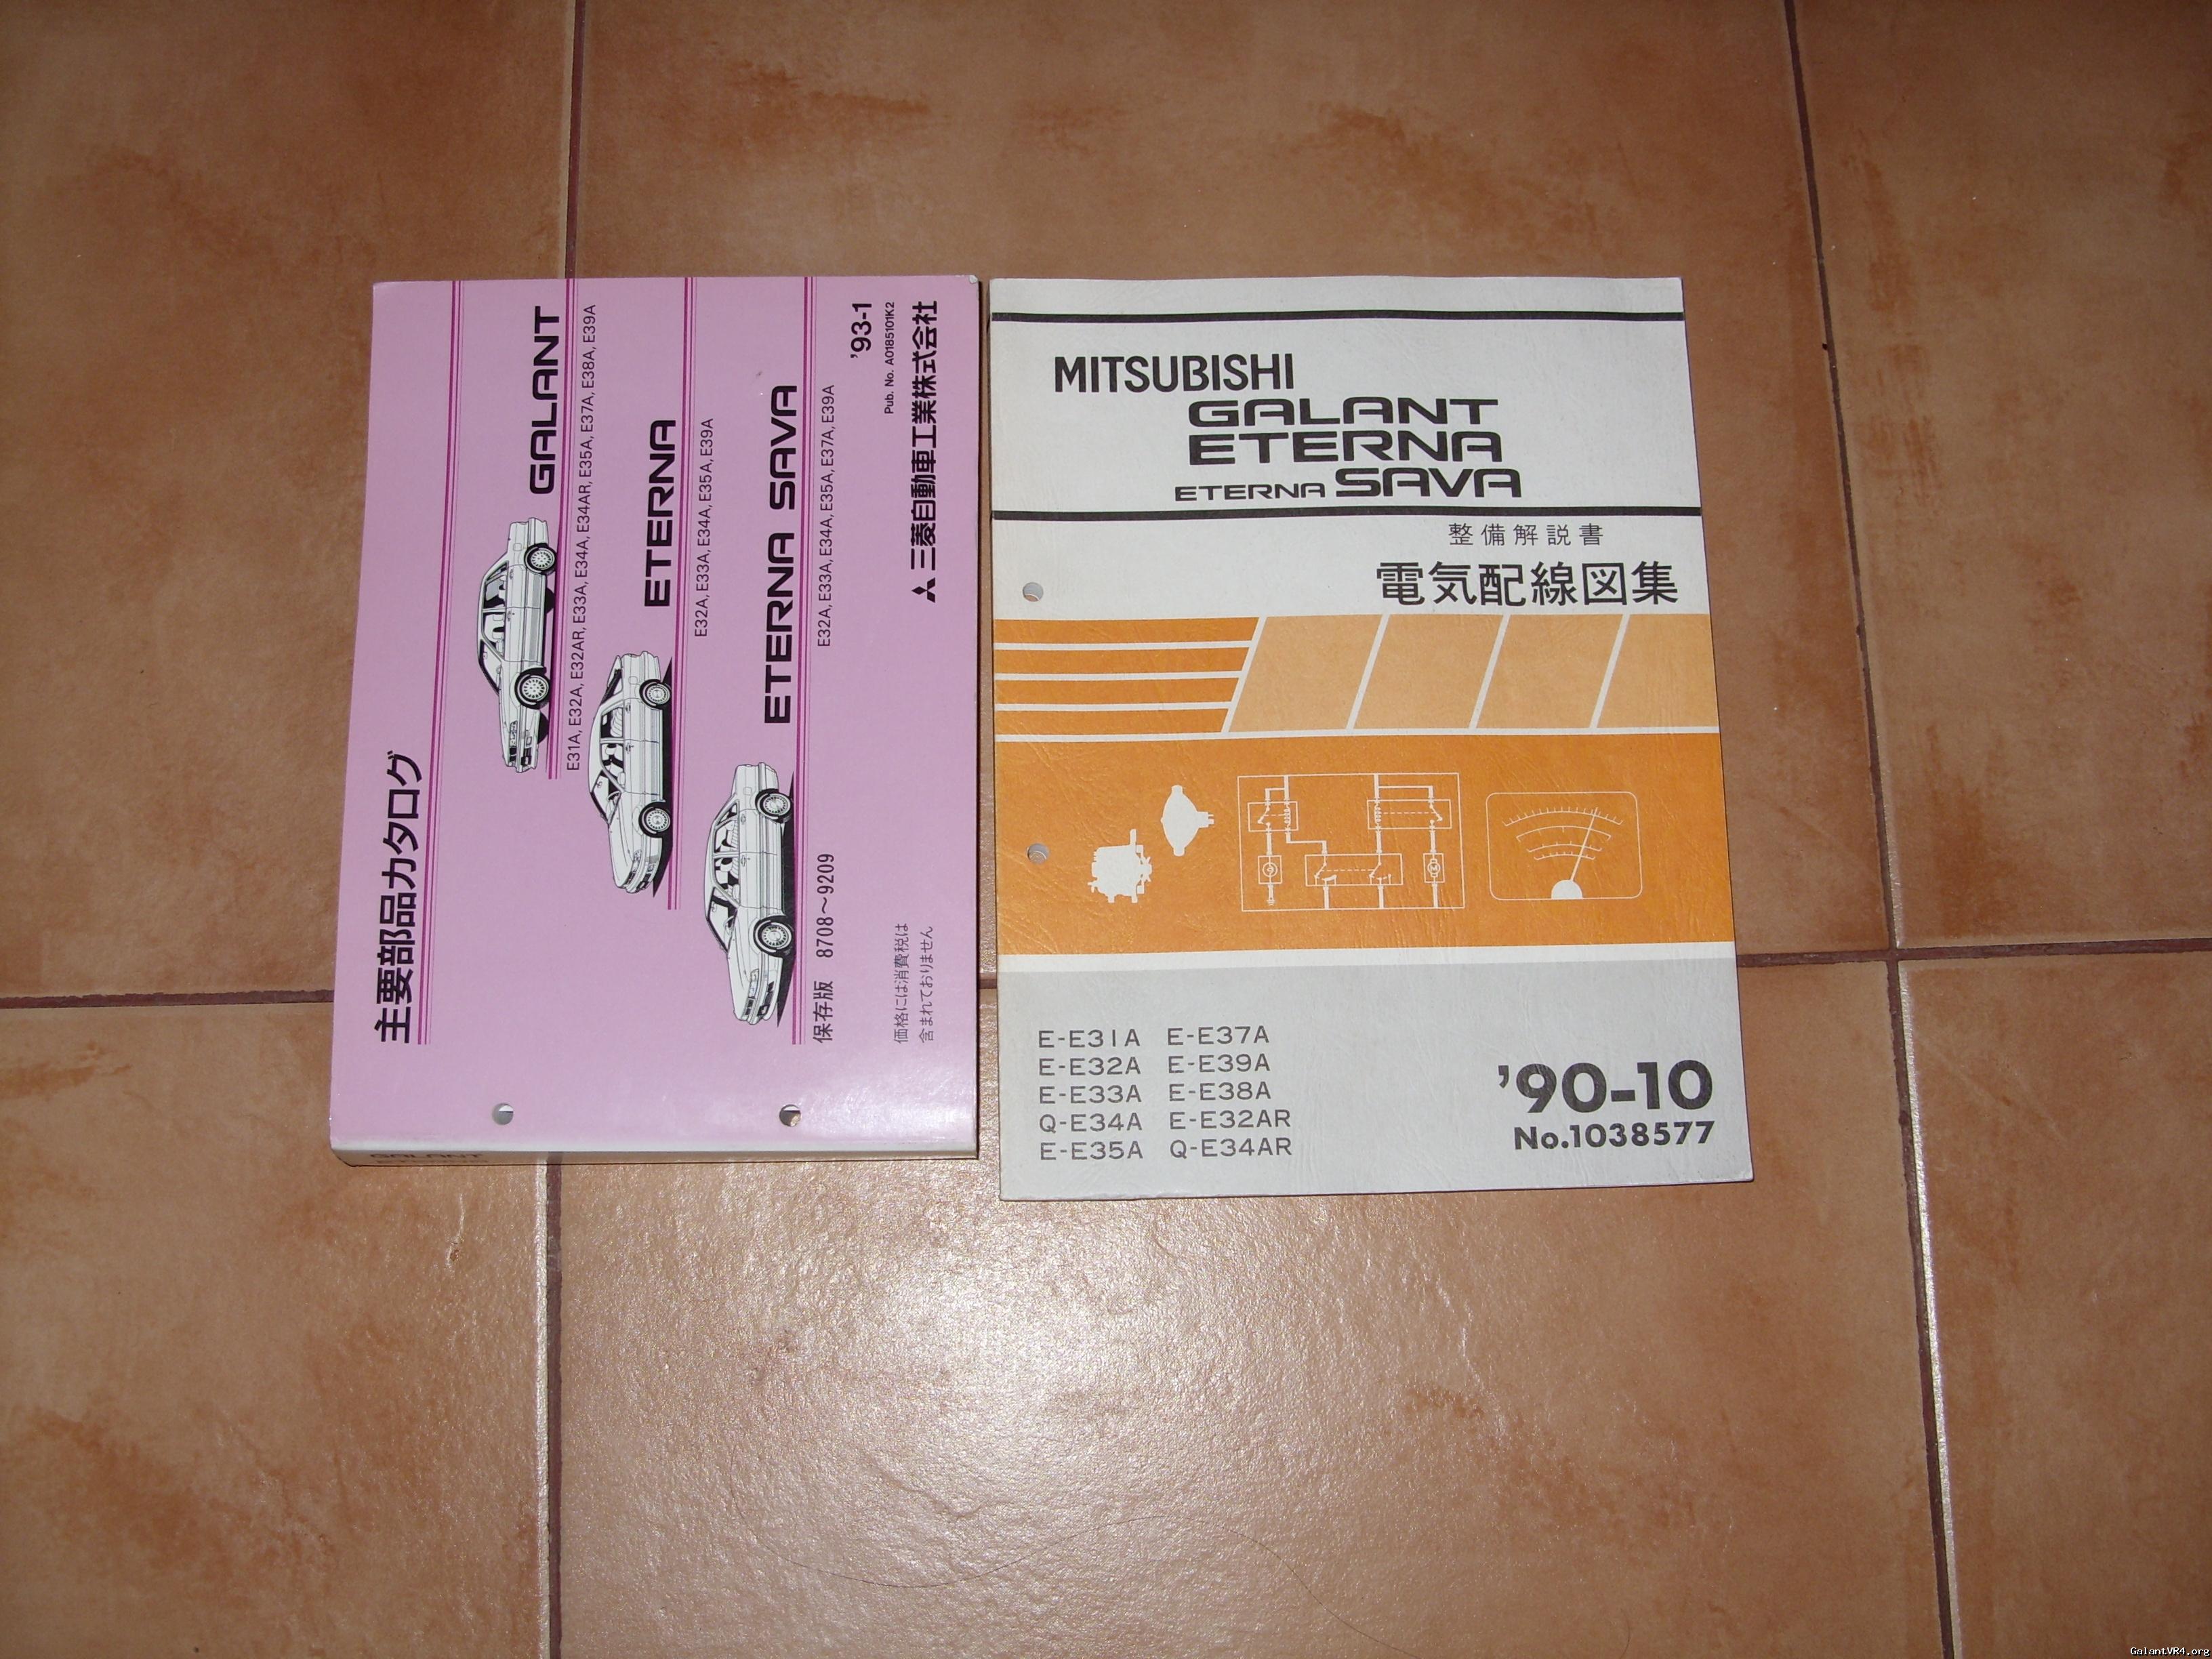 主要部品カタログ
GALANT
E31A, E32A, E32AR, E33A, E34A, E34AR, E35A, E37A, E38A, E39A
ETERNA
E32A, E33A, E34A, E35A, E39A
ETERNA SAVA
E32A, E33A, E34A, E35A, E37A, E39A
保存版 8708〜9209
'93-1
Pub. No. A0185101K2
価格には消費税は
含まれておりません
三菱自動車工業株式会社
GALANT
MITSUBISHI
GALANT
ETERNA
ETERNA SAVA
整備解説書
電気配線図集
E-E31A E-E37A
E-E32A E-E39A
E-E33A E-E38A
Q-E34A E-E32AR
E-E35A Q-E34AR
'90-10
No.1038577
GalantVR4.org